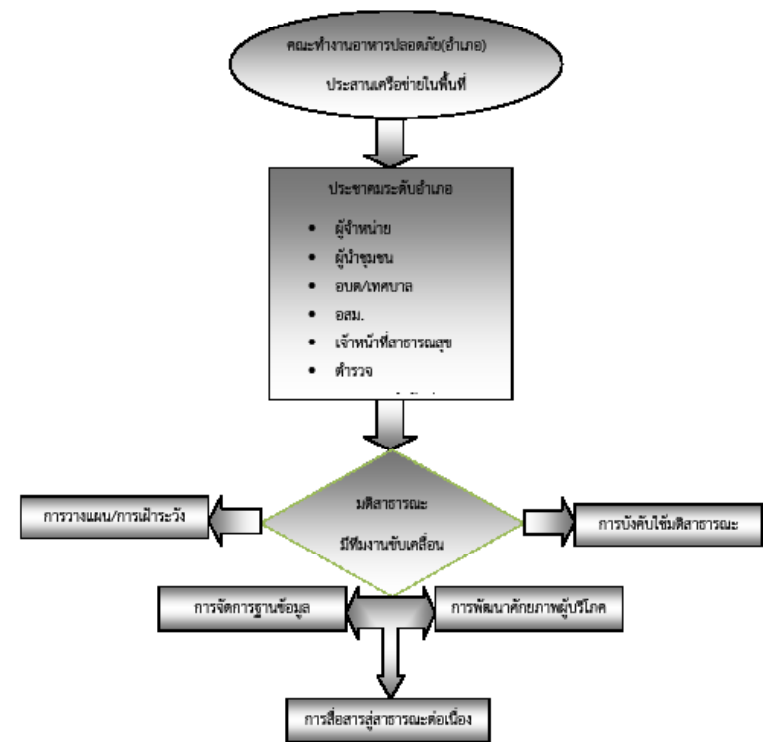 คณะทำงานอาหารปลอดภัย(อำเภอ)
ประสานเครือข่ายในพื้นที่
ประชาคมระดับอำเภอ
• ผู้จำหน่าย
• ผู้นำชุมชน
• อบต/เทศบาล
• อสม.
• เจ้าหน้าที่สาธารณสุข
• ตำรวจ
มติสาธารณะ
มีทีมงานขับเคลื่อน
การวางแผน/การเฝ้าระวัง
การบังคับใช้มติสาธารณะ
การจัดการฐานข้อมูล
การพัฒนาศักยภาพผู้บริโภค
การสื่อสารสู่สาธารณะต่อเนื่อง